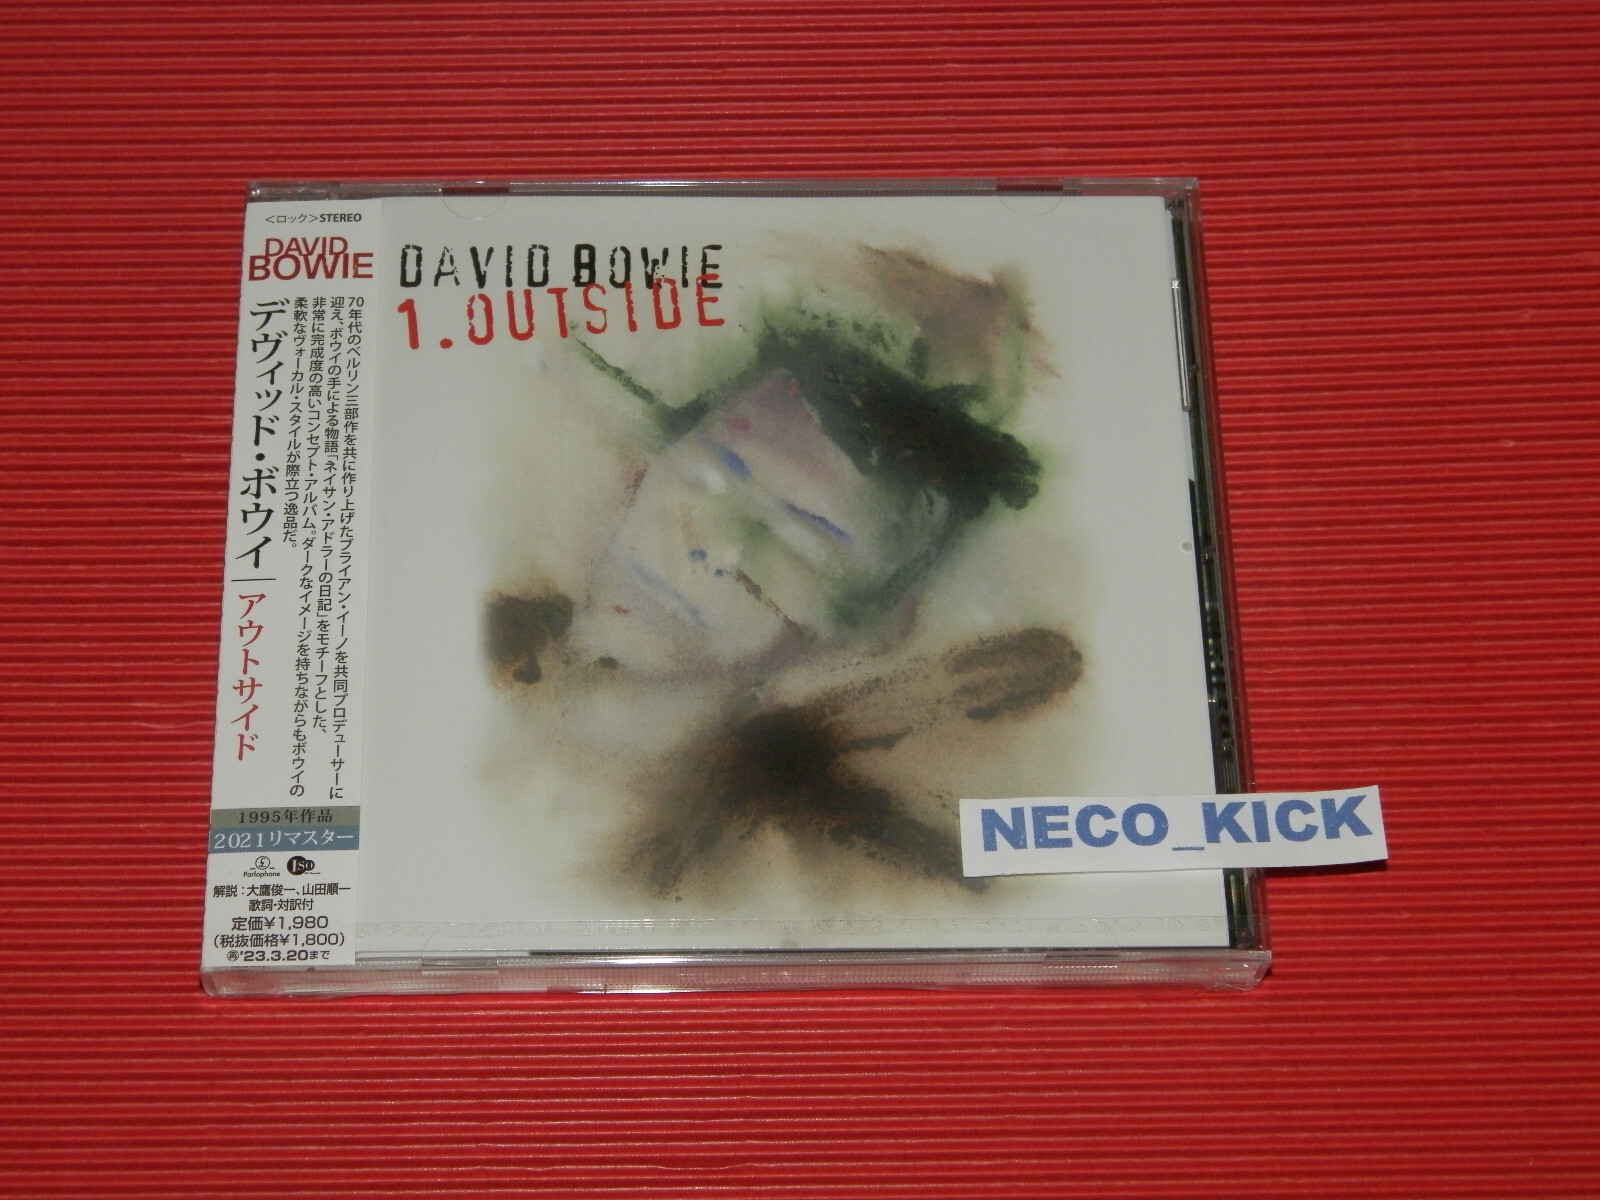 <ロック>STEREO
DAVID
BOWIE
70年代のベルリン三部作を共に作り上げたブライアン・イーノを共同プロデューサーに
迎え、ボウイの手による物語「ネイサン・アドラーの日記」をモチーフとした、
非常に完成度の高いコンセプト・アルバム。ダークなイメージを持ちながらもボウイの
柔軟なヴォーカル・スタイルが際立つ逸品だ。
デヴィッド・ボウイ|アウトサイド
1995年作品
2021リマスター
Parlophone
ISO
解説:大鷹俊一、山田順一
歌詞・対訳付
定価¥1,980
(税抜価格¥1,800)
再'23.3.20まで
DAVID BOWIE
1.OUTSIDE
NECO_KICK